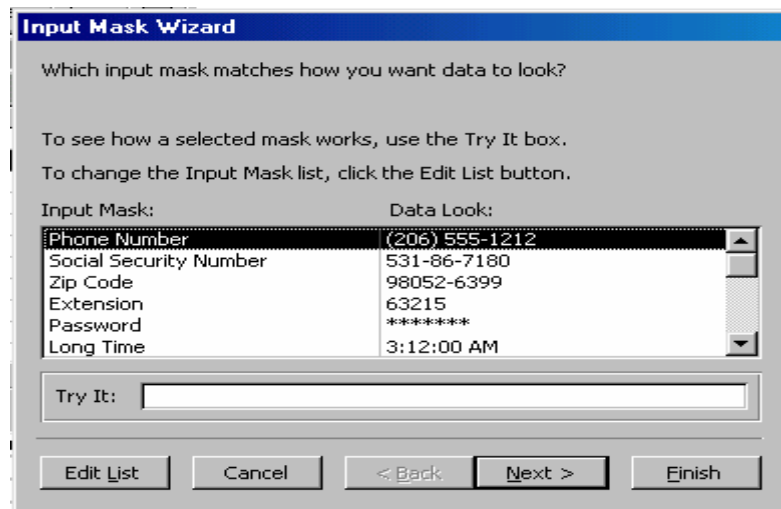 Input Mask Wizard
Which input mask matches how you want data to look?
To see how a selected mask works, use the Try It box.
To change the Input Mask list, click the Edit List button.
Input Mask: Data Look:
Phone Number (206) 555-1212
Social Security Number 531-86-7180
Zip Code 98052-6399
Extension 63215
Password *******
Long Time 3:12:00 AM
Try It:
Edit List Cancel < Back Next > Finish